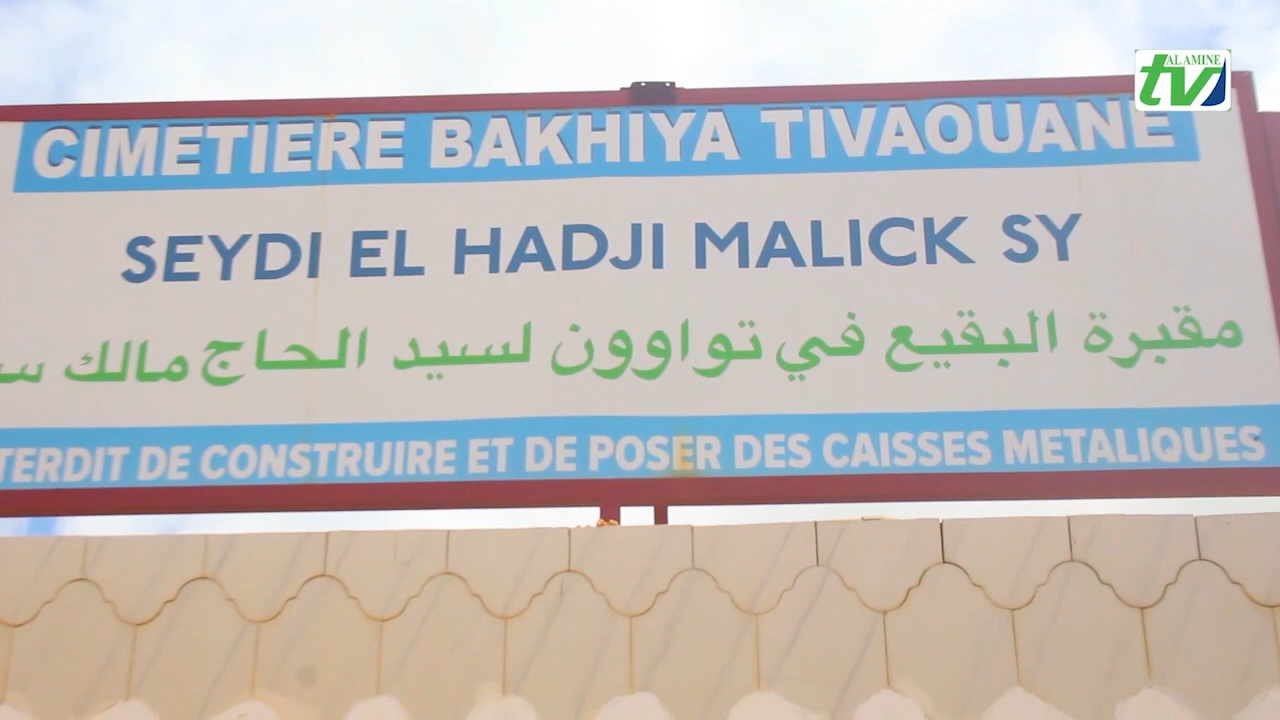 AL AMINE
tv
CIMETIERE BAKHIYA TIVAOUANE
SEYDI EL HADJI MALICK SY
مقبرة البقيع في تواوون لسيد الحاج مالك
DE CONSTRUIRE ET DE POSER DES CAISSES METALIQUES